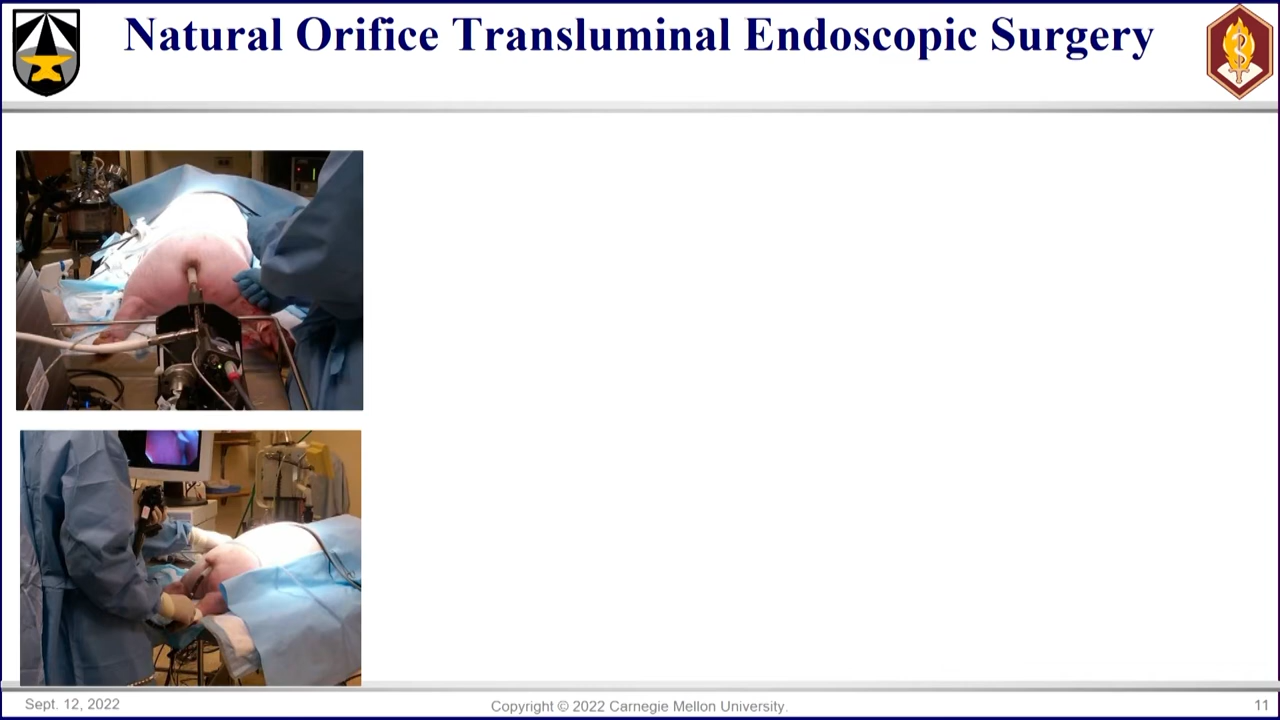 Natural Orifice Transluminal Endoscopic Surgery
Sept. 12, 2022
Copyright © 2022 Carnegie Mellon University.
11